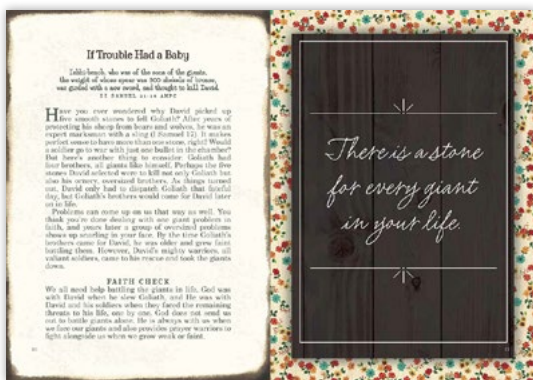 If Trouble Had a Baby
Ishbi-benob, who was of the sons of the giants,
the weight of whose spear was 300 shekels of bronze,
was girded with a new sword, and thought to kill David.
II SAMUEL 21:16 AMPC
Have you ever wondered why David picked up
five smooth stones to fell Goliath? After years of
protecting his sheep from bears and wolves, he was an
expert marksman with a sling (I Samuel 17). It makes
perfect sense to have more than one stone, right? Would
a soldier go to war with just one bullet in the chamber?
But here's another thing to consider. Goliath had
four brothers, all giants like himself. Perhaps the five
stones David selected were to kill not only Goliath but
also his ornery, oversized brothers. As things turned
out, David only had to dispatch Goliath that fateful
day, but Goliath's brothers would come for David later
on in life.
Problems can come up on us that way as well. You
think you're done dealing with one giant problem in
faith, and years later a group of oversized problems
shows up snarling in your face. By the time Goliath's
brothers came for David, he was older and grew faint
battling them. However, David's mighty warriors, all
valiant soldiers, came to his rescue and took the giants
down.
FAITH CHECK
We all need help battling the giants in life. God was
with David when he slew Goliath, and He was with
David and his soldiers when they faced the remaining
threats to his life, one by one. God does not send us
out to battle giants alone. He is always with us when
we face our giants and also provides prayer warriors to
fight alongside us when we grow weak or faint.
There is a stone
for every giant
in your life.